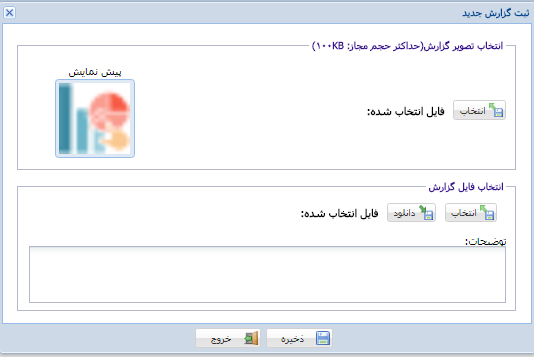 ثبت گزارش جدید
انتخاب تصویر گزارش(حداکثر حجم مجاز: ۱۰۰KB)
پیش نمایش
انتخاب فایل انتخاب شده:
انتخاب فایل گزارش
انتخاب دانلود فایل انتخاب شده:
توضیحات:
ذخیره خروج